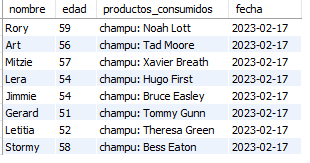 nombre edad productos_consumidos fecha
Rory 59 champu: Noah Lott 2023-02-17
Art 56 champu: Tad Moore 2023-02-17
Mitzie 57 champu: Xavier Breath 2023-02-17
Lera 54 champu: Hugo First 2023-02-17
Jimmie 54 champu: Bruce Easley 2023-02-17
Gerard 51 champu: Tommy Gunn 2023-02-17
Letitia 52 champu: Theresa Green 2023-02-17
Stormy 58 champu: Bess Eaton 2023-02-17